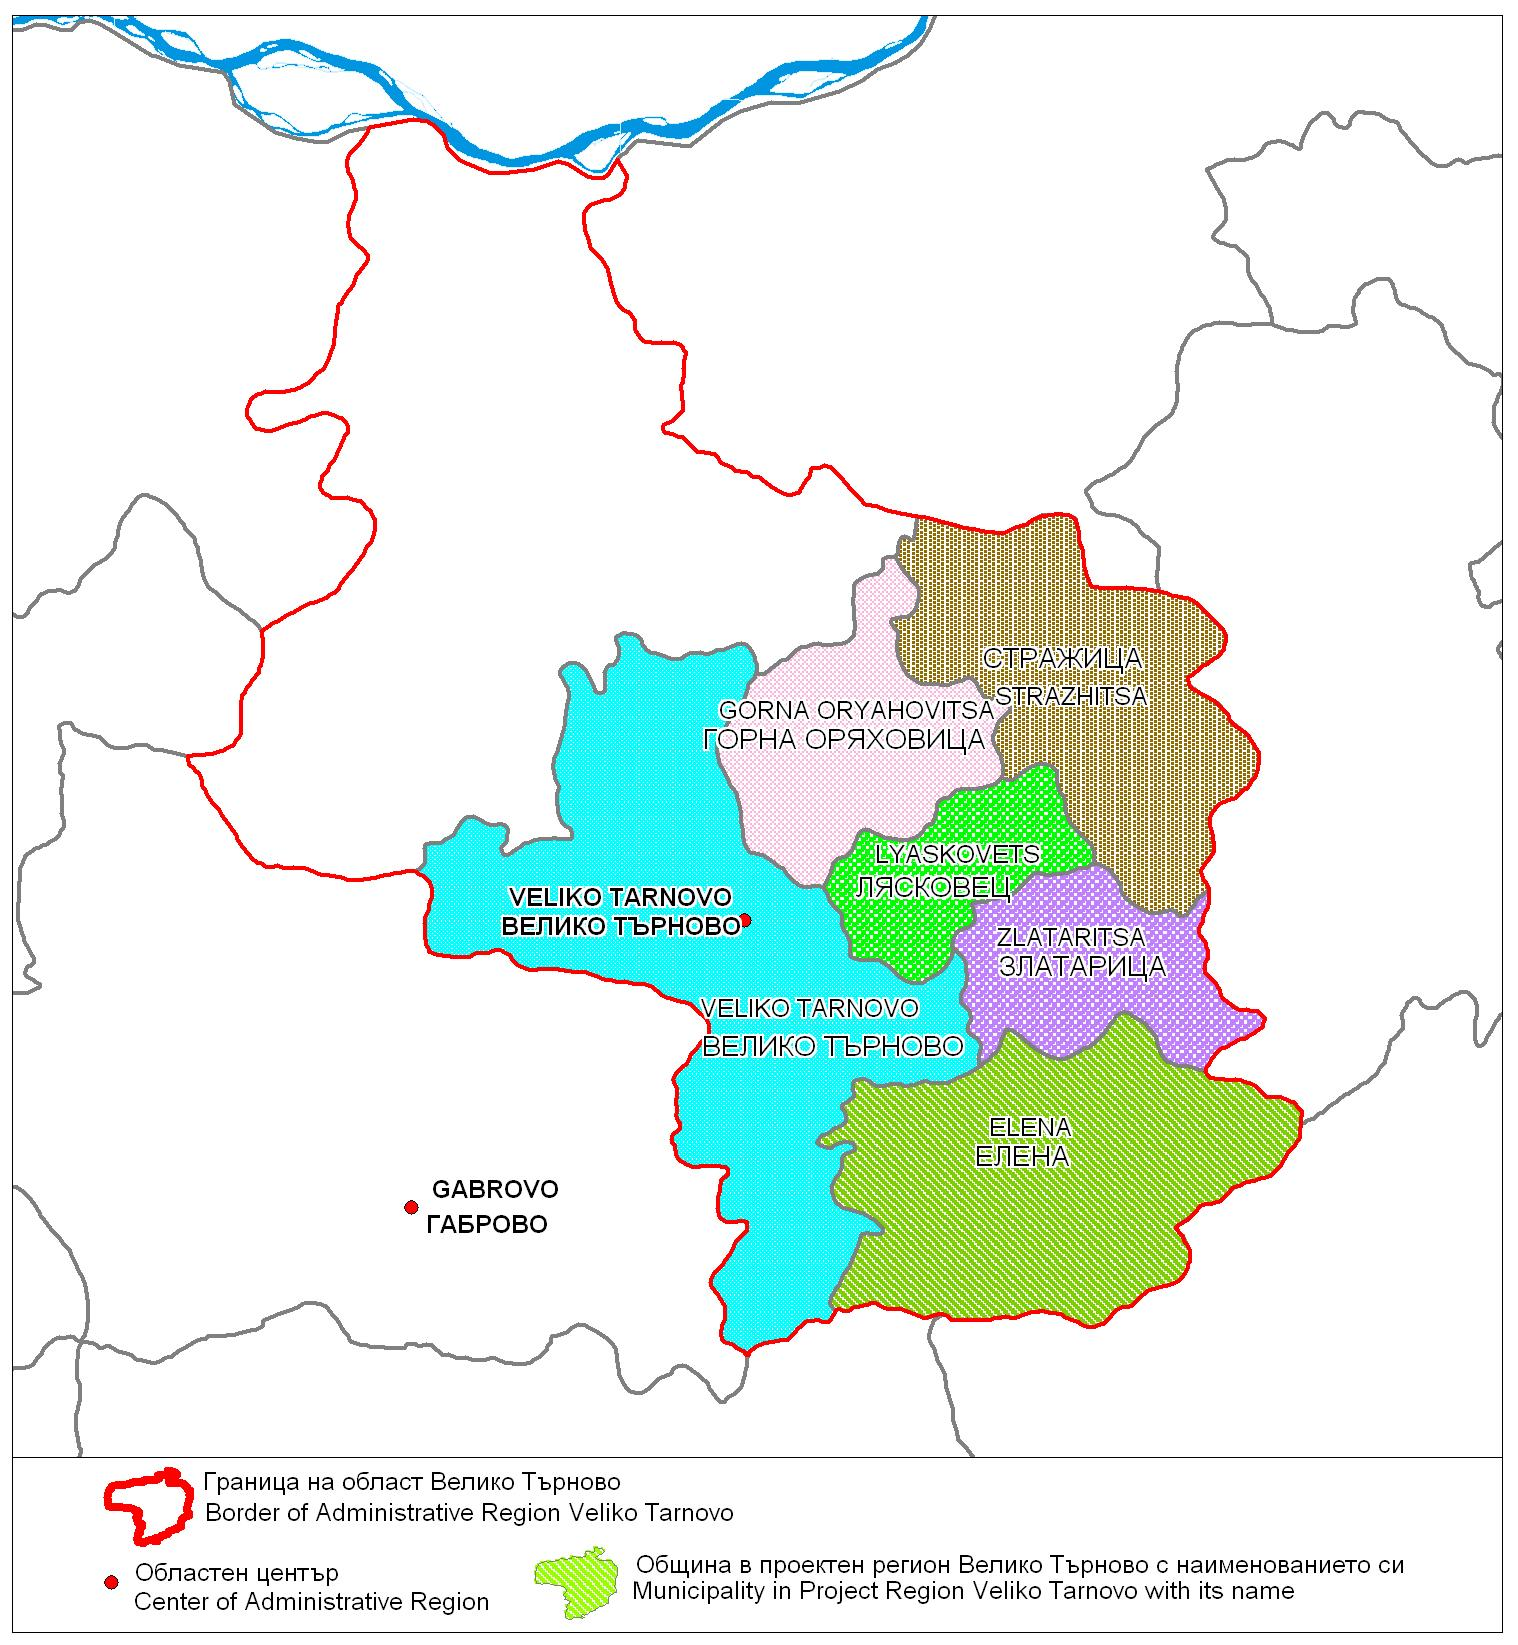 СТРАЖИЦА
STRAZHITSA
GORNA ORYAHOVITSA
ГОРНА ОРЯХОВИЦА
LYASKOVETS
ЛЯСКОВЕЦ
VELIKO TARNOVO
ВЕЛИКО ТЪРНОВО
ZLATARITSA
ЗЛАТАРИЦА
VELIKO TARNOVO
ВЕЛИКО ТЪРНОВО
ELENA
ЕЛЕНА
GABROVO
ГАБРОВО
Граница на област Велико Търново
Border of Administrative Region Veliko Tarnovo
Областен център
Center of Administrative Region
Община в проектен регион Велико Търново с наименованието си
Municipality in Project Region Veliko Tarnovo with its name